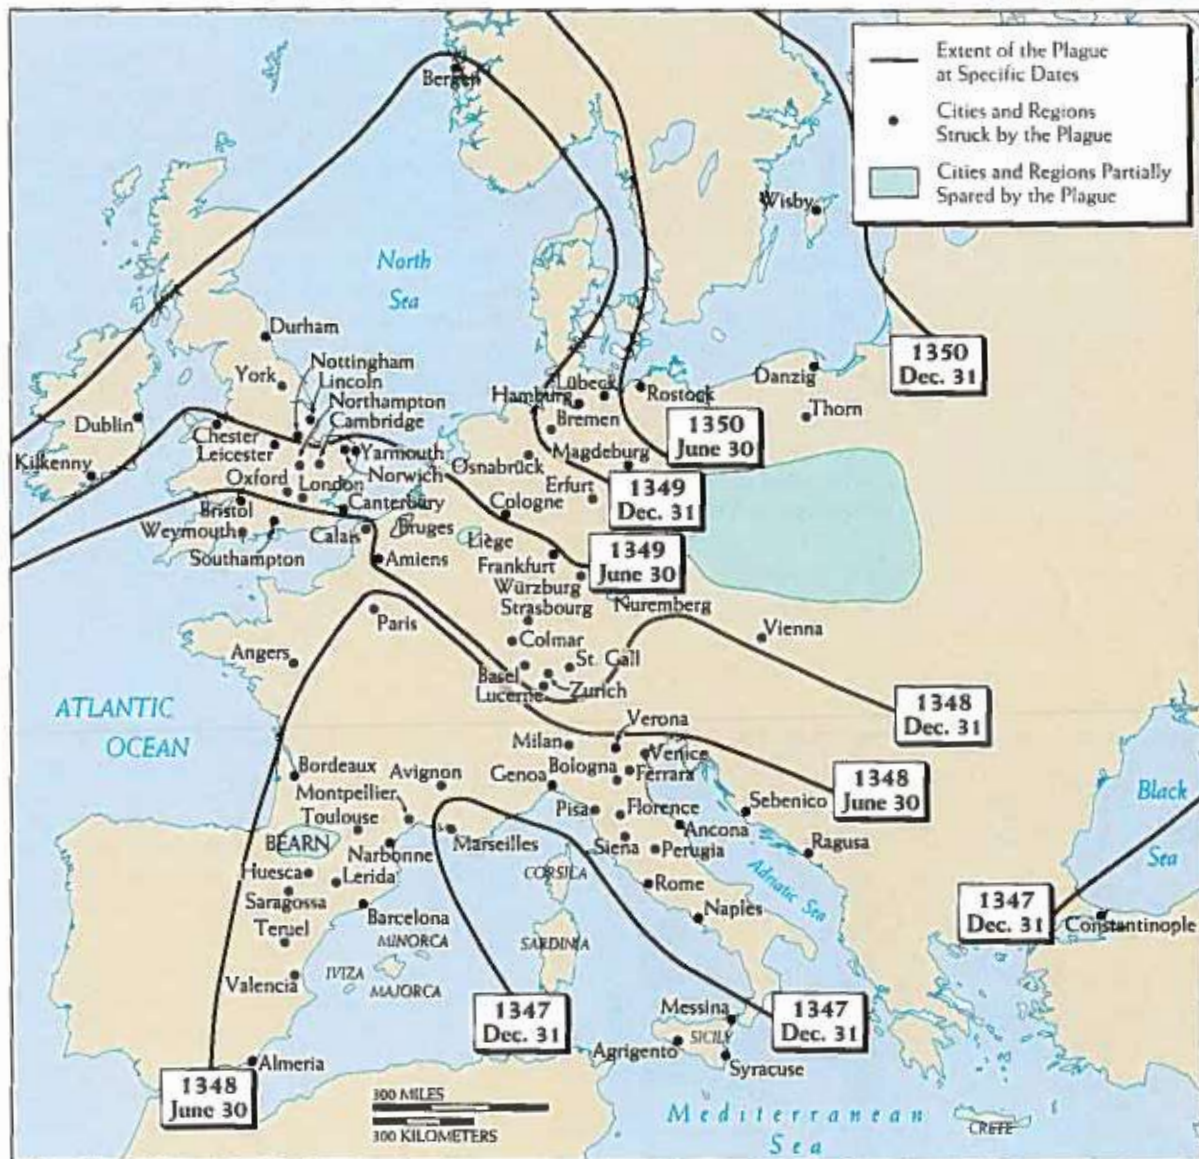 Extent of the Plague
at Specific Dates
Cities and Regions
Struck by the Plague
Cities and Regions Partially
Spared by the Plague
Bergen
Wisby
North
Sea
Durham
1350
Dec. 31
Nottingham
Lincoln
York
Northampton
Cambridge
Lübeck
Hamburg
Rostock
Danzig
Thorn
Dublin
Chester
Leicester
Bremen
1350
June 30
Kilkenny
Yarmouth
Magdeburg
Osnabrück
Oxford
London
Norwich
Erfurt
1349
Dec. 31
Bristol
Canterbury
Cologne
Weymouth
Calais
Bruges
Liège
1349
June 30
Southampton
Amiens
Frankfurt
Würzburg
Strasbourg
Nuremberg
Paris
Colmar
Vienna
Angers
St. Gall
Basel
Lucerne
Zurich
1348
Dec. 31
ATLANTIC
OCEAN
Verona
Milan
Venice
Bordeaux
Avignon
Genoa
Bologna
Ferrara
1348
June 30
Black
Sea
Montpellier
Toulouse
Pisa
Florence
Sebenico
BEARN
Narbonne
Marseilles
Siena
Ancona
Perugia
Ragusa
Huesca
Lerida
CORSICA
Adriatic Sea
Saragossa
Rome
Barcelona
Naples
1347
Dec. 31
Constantinople
Teruel
MINORCA
SARDINIA
Valencia
IVIZA
MAJORCA
1347
Dec. 31
Messina
1347
Dec. 31
SICILY
Agrigento
Syracuse
Almeria
1348
June 30
300 MILES
300 KILOMETERS
Mediterranean
Sea
CRETE